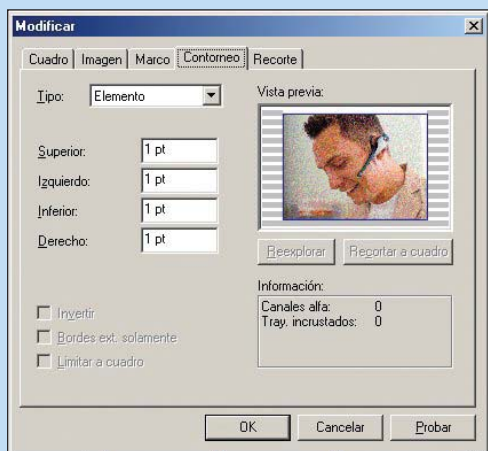 Modificar
Cuadro Imagen Marco Contorneo Recorte
Tipo: Elemento
Superior: 1 pt
Izquierdo: 1 pt
Inferior: 1 pt
Derecho: 1 pt
Invertir
Bordes ext. solamente
Limitar a cuadro
Vista previa:
Reexplorar Recortar a cuadro
Información:
Canales alfa: 0
Tray. incrustados: 0
OK Cancelar Probar